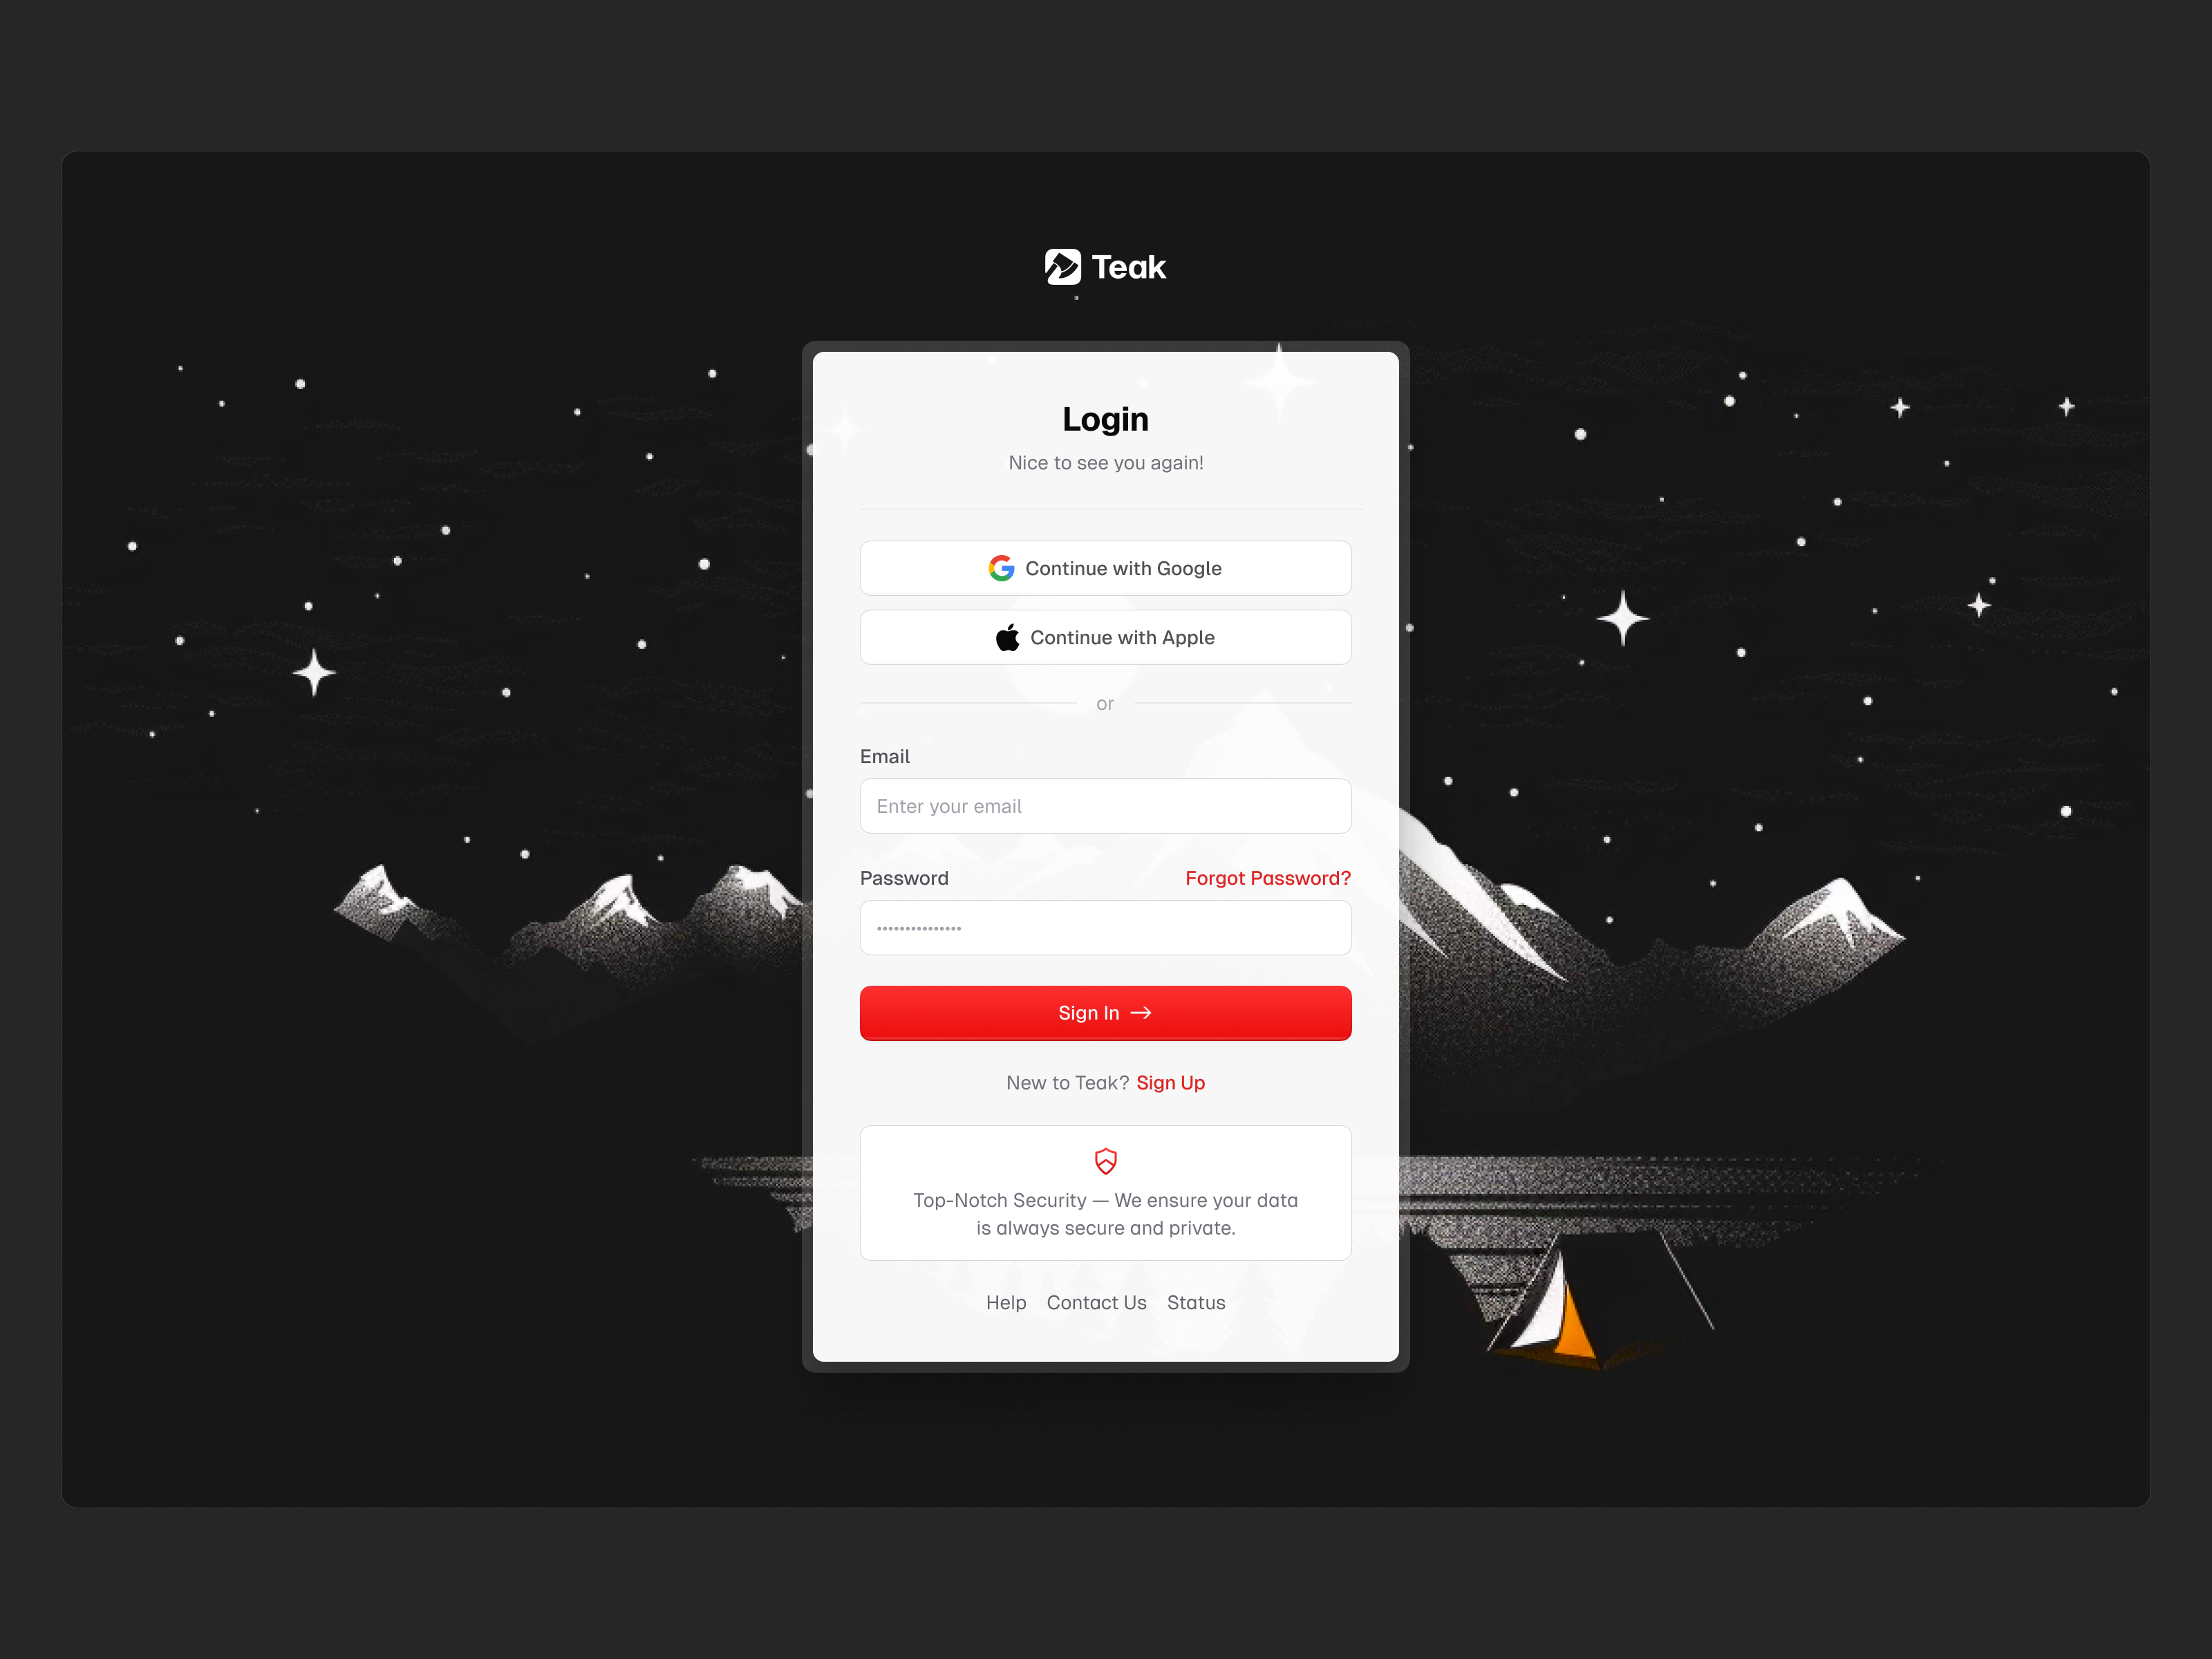 Teak
Login
Nice to see you again!
Continue with Google
Continue with Apple
or
Email
Enter your email
Password Forgot Password?
•••••••••••••••
Sign In →
New to Teak? Sign Up
Top-Notch Security — We ensure your data
is always secure and private.
Help Contact Us Status